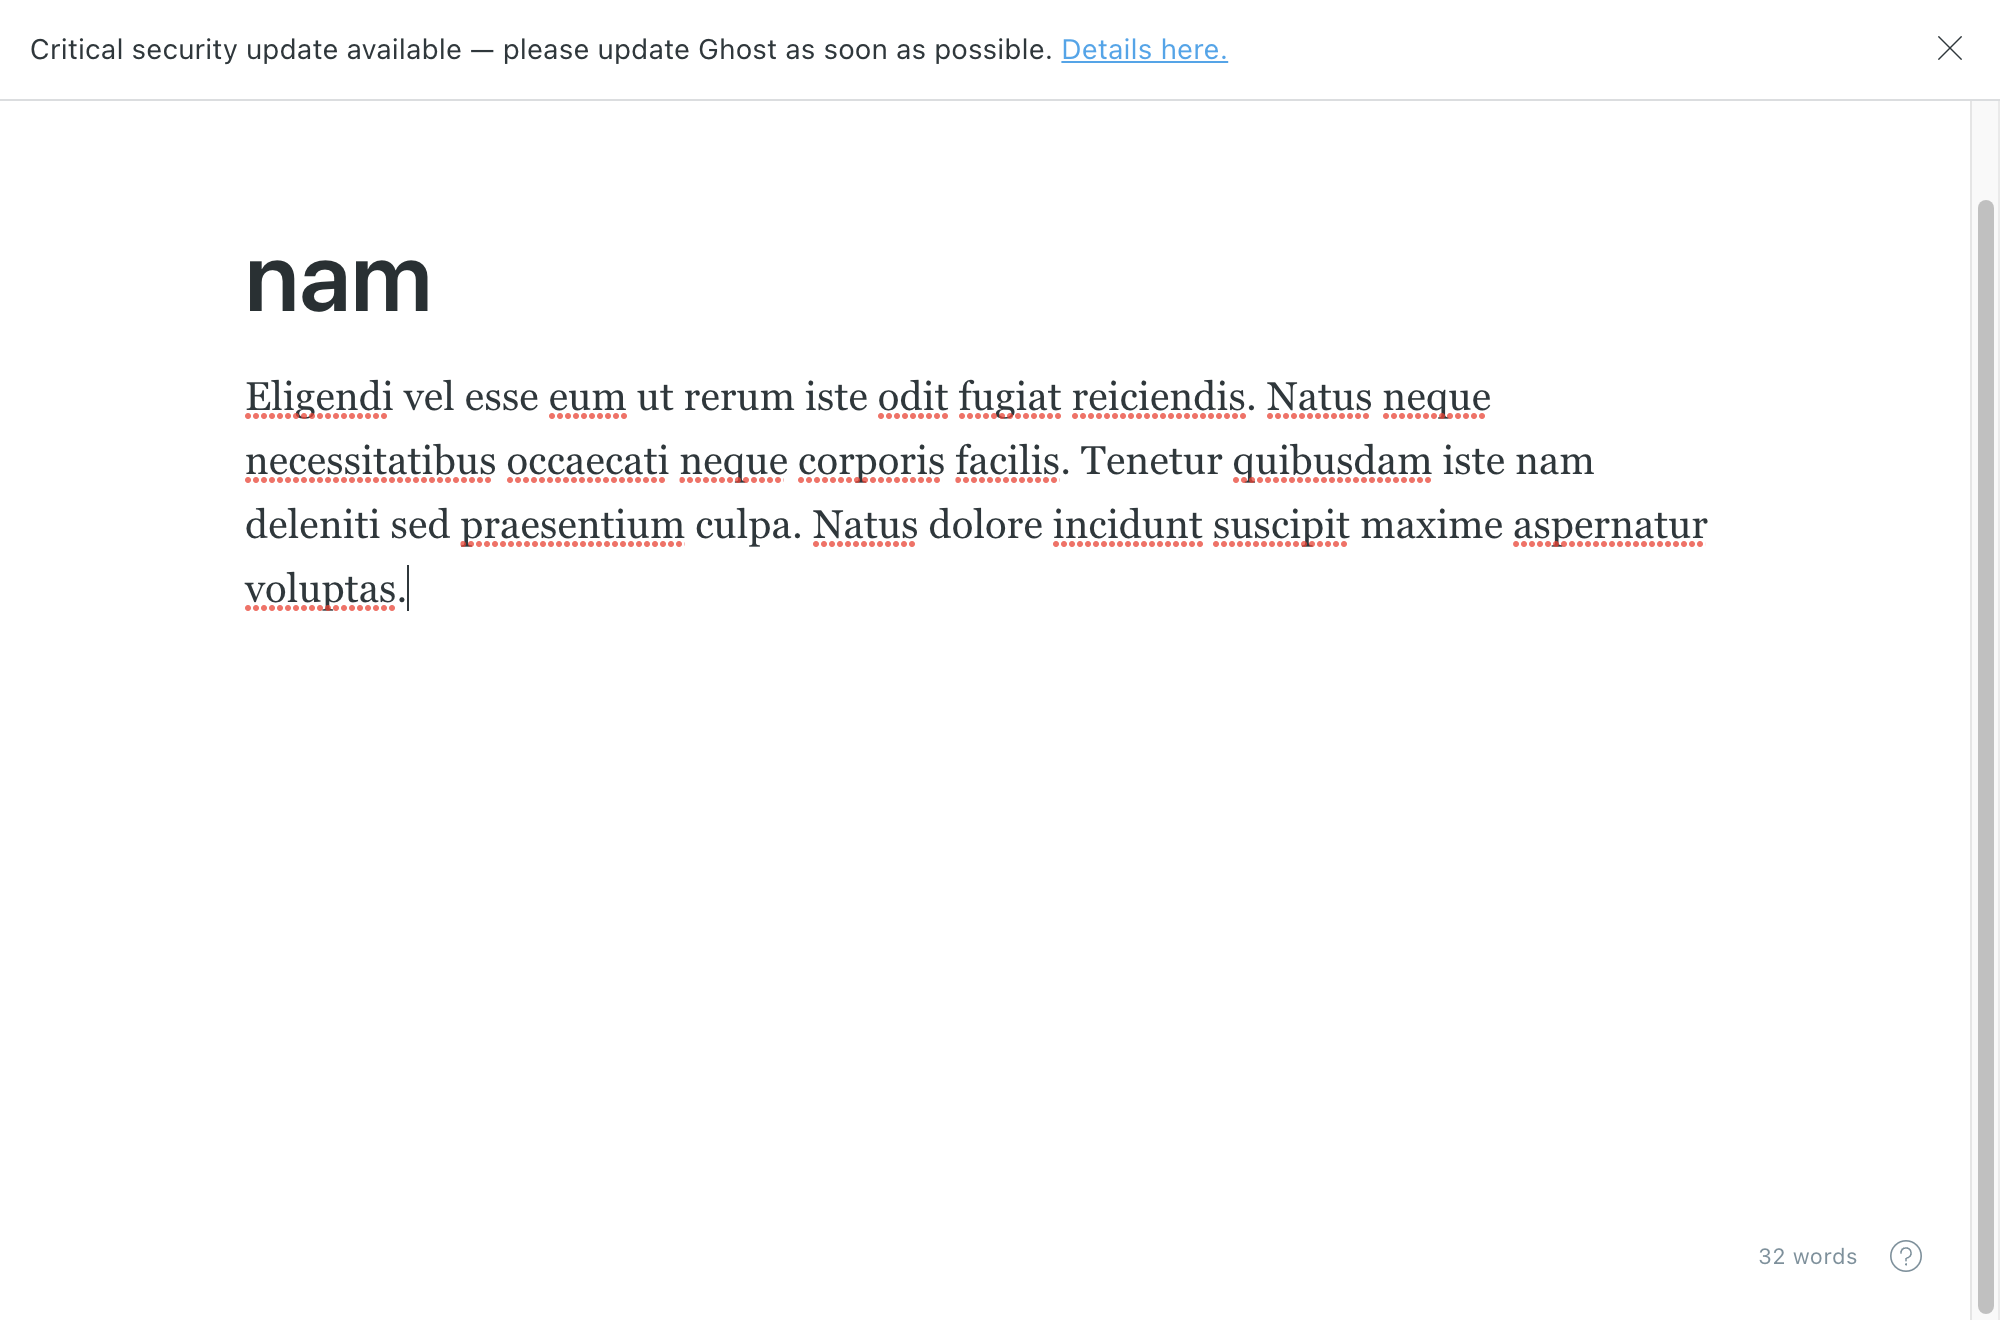 Critical security update available — please update Ghost as soon as possible. Details here.
nam
Eligendi vel esse eum ut rerum iste odit fugiat reiciendis. Natus neque
necessitatibus occaecati neque corporis facilis. Tenetur quibusdam iste nam
deleniti sed praesentium culpa. Natus dolore incidunt suscipit maxime aspernatur
voluptas.
32 words
?